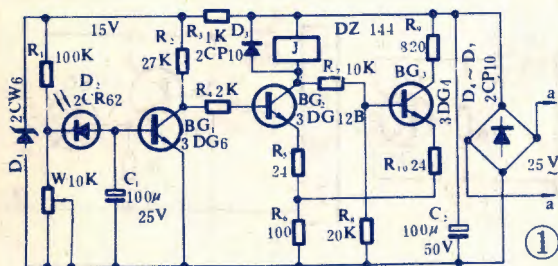 15V
R₃ 1K
D₃
2CP10
J
DZ 144
R₉
820
R₁
100K
R₂
27K
D₂
2CR62
R₄ 2K
R₇ 10K
BG₃
3DG4
D₄~D₇
2CP10
2CW6
D₁
BG₁
3DG6
BG₂
3DG12B
a
25V
~
a
W10K
C₁
100μ
25V
R₅
24
R₁₀ 24
R₆
100
R₈
20K
C₂
100μ
50V
①